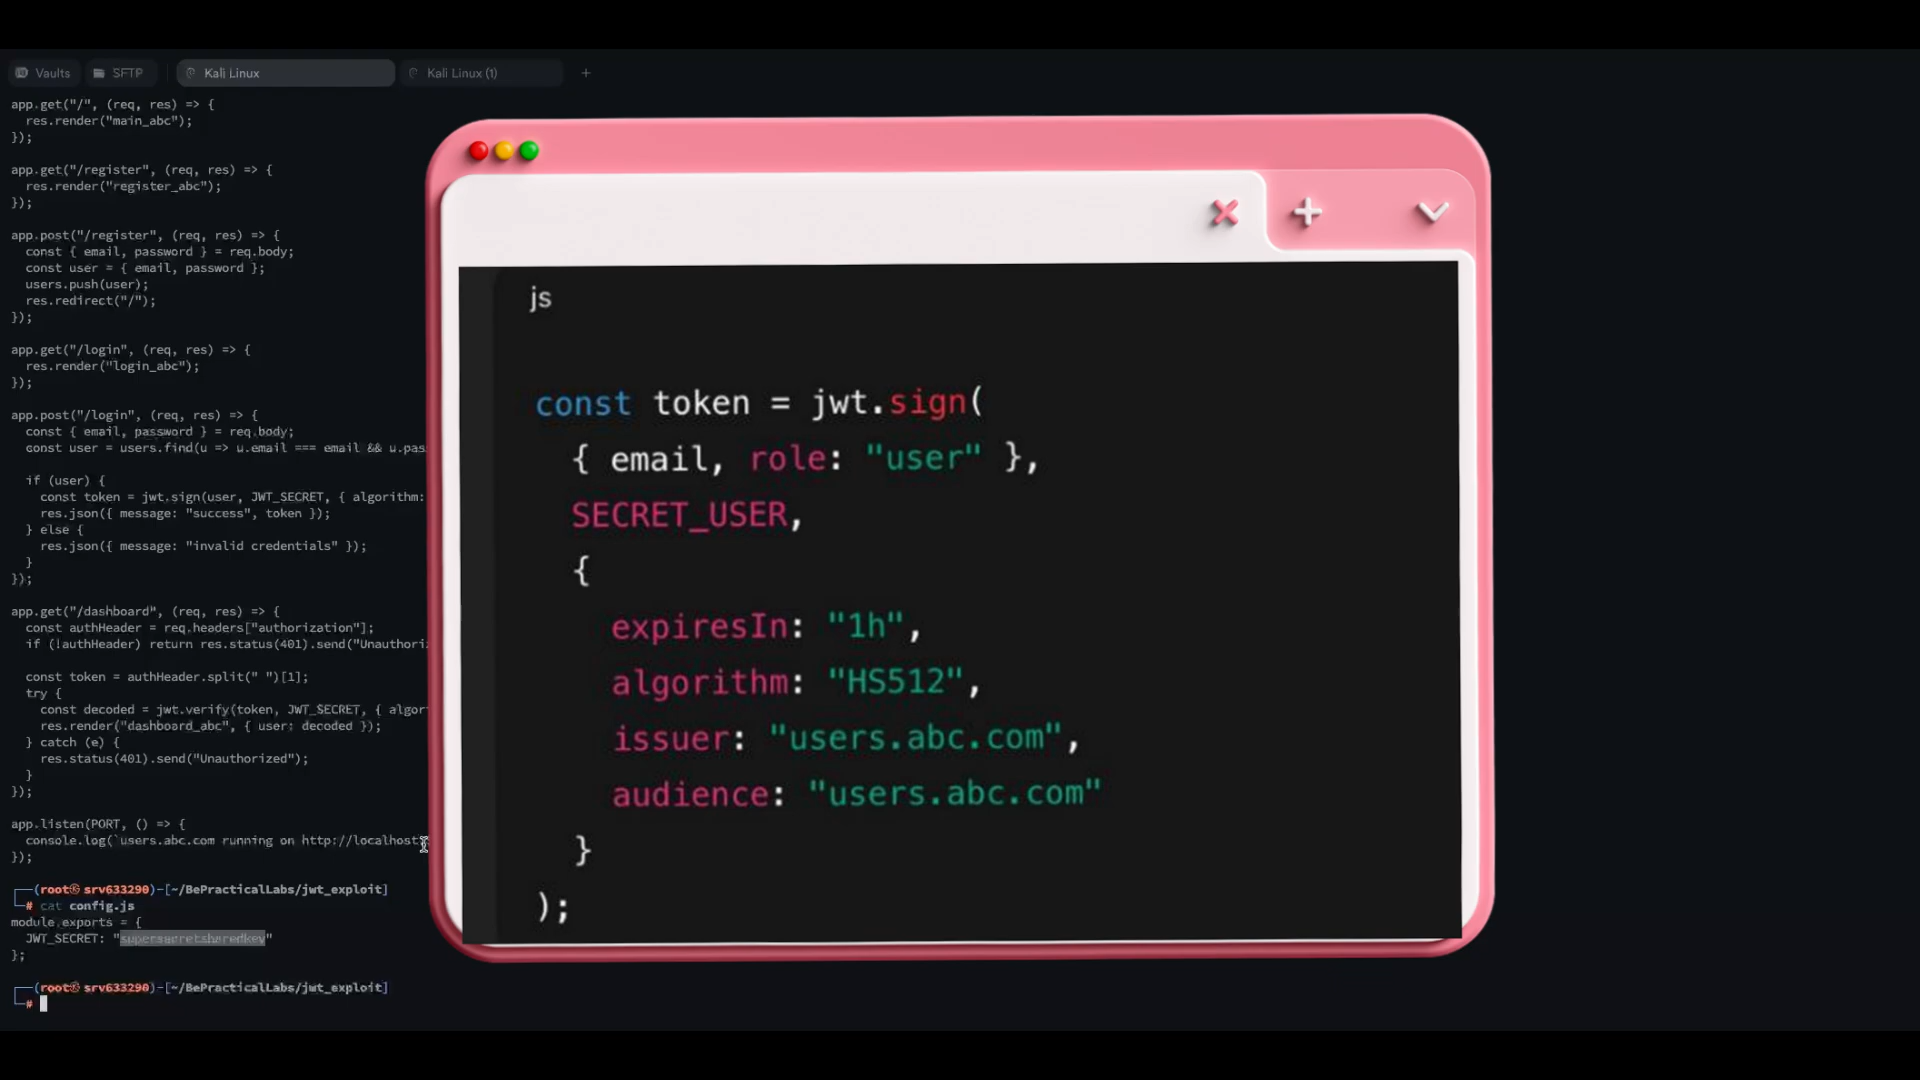 Vaults
SFTP
Kali Linux
Kali Linux (1)
app.get("/", (req, res) => {
  res.render("main_abc");
});
app.get("/register", (req, res) => {
  res.render("register_abc");
});
app.post("/register", (req, res) => {
  const { email, password } = req.body;
  const user = { email, password };
  users.push(user);
  res.redirect("/");
});
app.get("/login", (req, res) => {
  res.render("login_abc");
});
app.post("/login", (req, res) => {
  const { email, password } = req.body;
  const user = users.find(u => u.email === email && u.pas
  if (user) {
    const token = jwt.sign(user, JWT_SECRET, { algorithm:
    res.json({ message: "success", token });
  } else {
    res.json({ message: "invalid credentials" });
  }
});
app.get("/dashboard", (req, res) => {
  const authHeader = req.headers["authorization"];
  if (!authHeader) return res.status(401).send("Unauthori
  const token = authHeader.split(" ")[1];
  try {
    const decoded = jwt.verify(token, JWT_SECRET, { algor
    res.render("dashboard_abc", { user: decoded });
  } catch (e) {
    res.status(401).send("Unauthorized");
  }
});
app.listen(PORT, () => {
  console.log(`users.abc.com running on http://localhost
});
(root㉿srv633290)-[~/BePracticalLabs/jwt_exploit]
# cat config.js
module.exports = {
  JWT_SECRET: "supersecretsharedkey"
};
(root㉿srv633290)-[~/BePracticalLabs/jwt_exploit]
#
js
const token = jwt.sign(
  { email, role: "user" },
  SECRET_USER,
  {
    expiresIn: "1h",
    algorithm: "HS512",
    issuer: "users.abc.com",
    audience: "users.abc.com"
  }
);